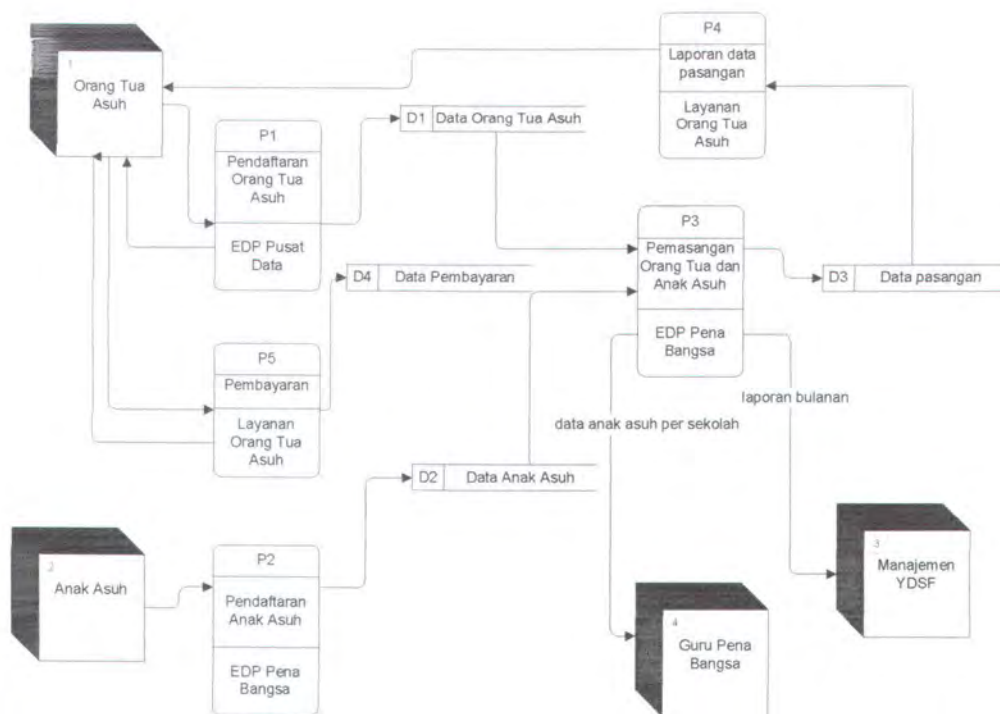 1
Orang Tua
Asuh
P4
Laporan data
pasangan
Layanan
Orang Tua
Asuh
D1 Data Orang Tua Asuh
P1
Pendaftaran
Orang Tua
Asuh
EDP Pusat
Data
P3
Pemasangan
Orang Tua dan
Anak Asuh
EDP Pena
Bangsa
D4 Data Pembayaran
D3 Data pasangan
P5
Pembayaran
Layanan
Orang Tua
Asuh
laporan bulanan
data anak asuh per sekolah
D2 Data Anak Asuh
2
Anak Asuh
P2
Pendaftaran
Anak Asuh
EDP Pena
Bangsa
3
Manajemen
YDSF
4
Guru Pena
Bangsa